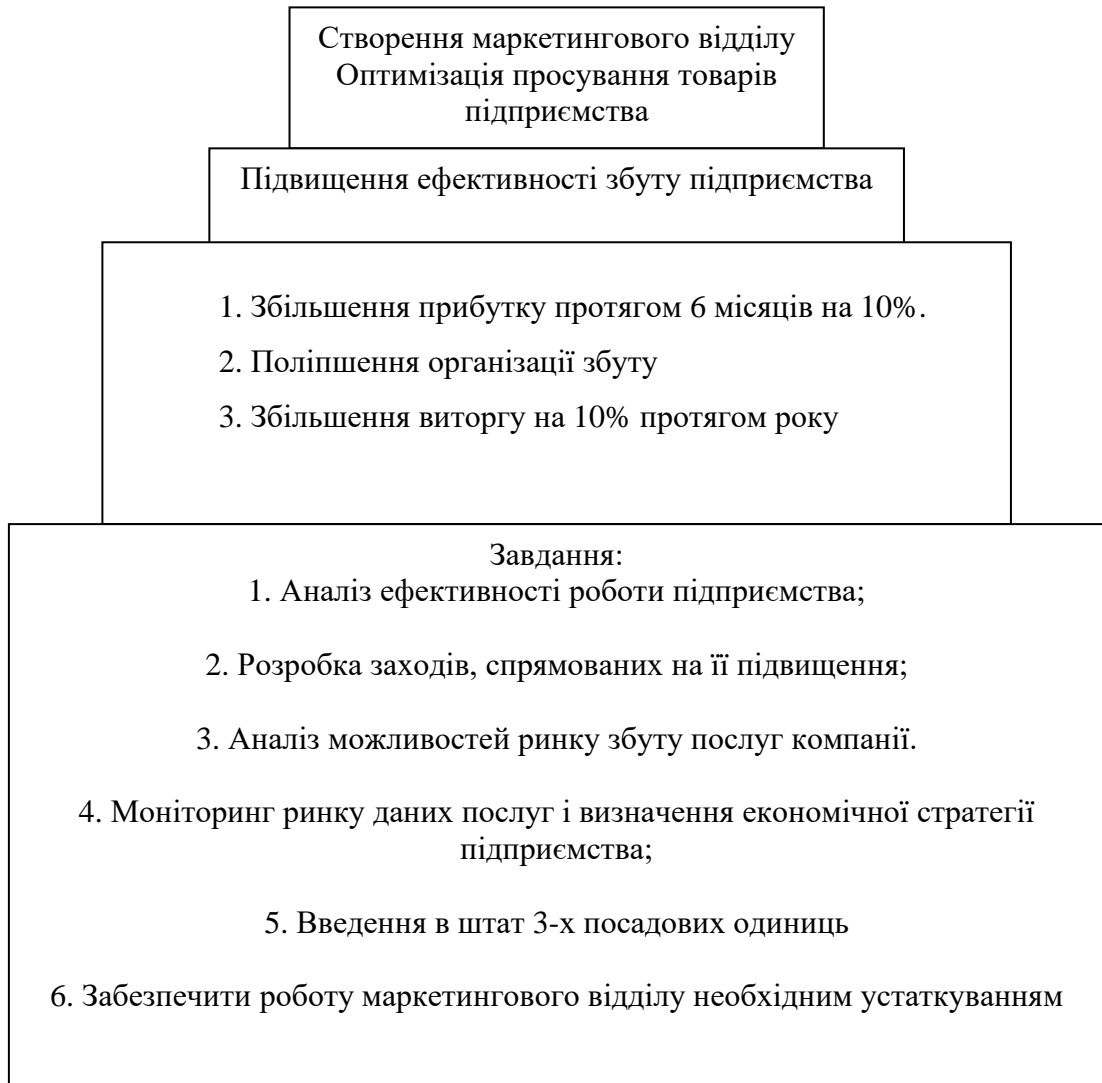 Створення маркетингового відділу
Оптимізація просування товарів
підприємства
Підвищення ефективності збуту підприємства
1. Збільшення прибутку протягом 6 місяців на 10%.
2. Поліпшення організації збуту
3. Збільшення виторгу на 10% протягом року
Завдання:
1. Аналіз ефективності роботи підприємства;
2. Розробка заходів, спрямованих на її підвищення;
3. Аналіз можливостей ринку збуту послуг компанії.
4. Моніторинг ринку даних послуг і визначення економічної стратегії
підприємства;
5. Введення в штат 3-х посадових одиниць
6. Забезпечити роботу маркетингового відділу необхідним устаткуванням